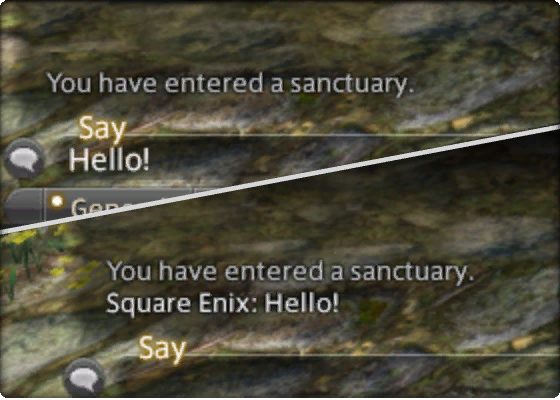 You have entered a sanctuary.
Say
Hello!
You have entered a sanctuary.
Square Enix: Hello!
Say